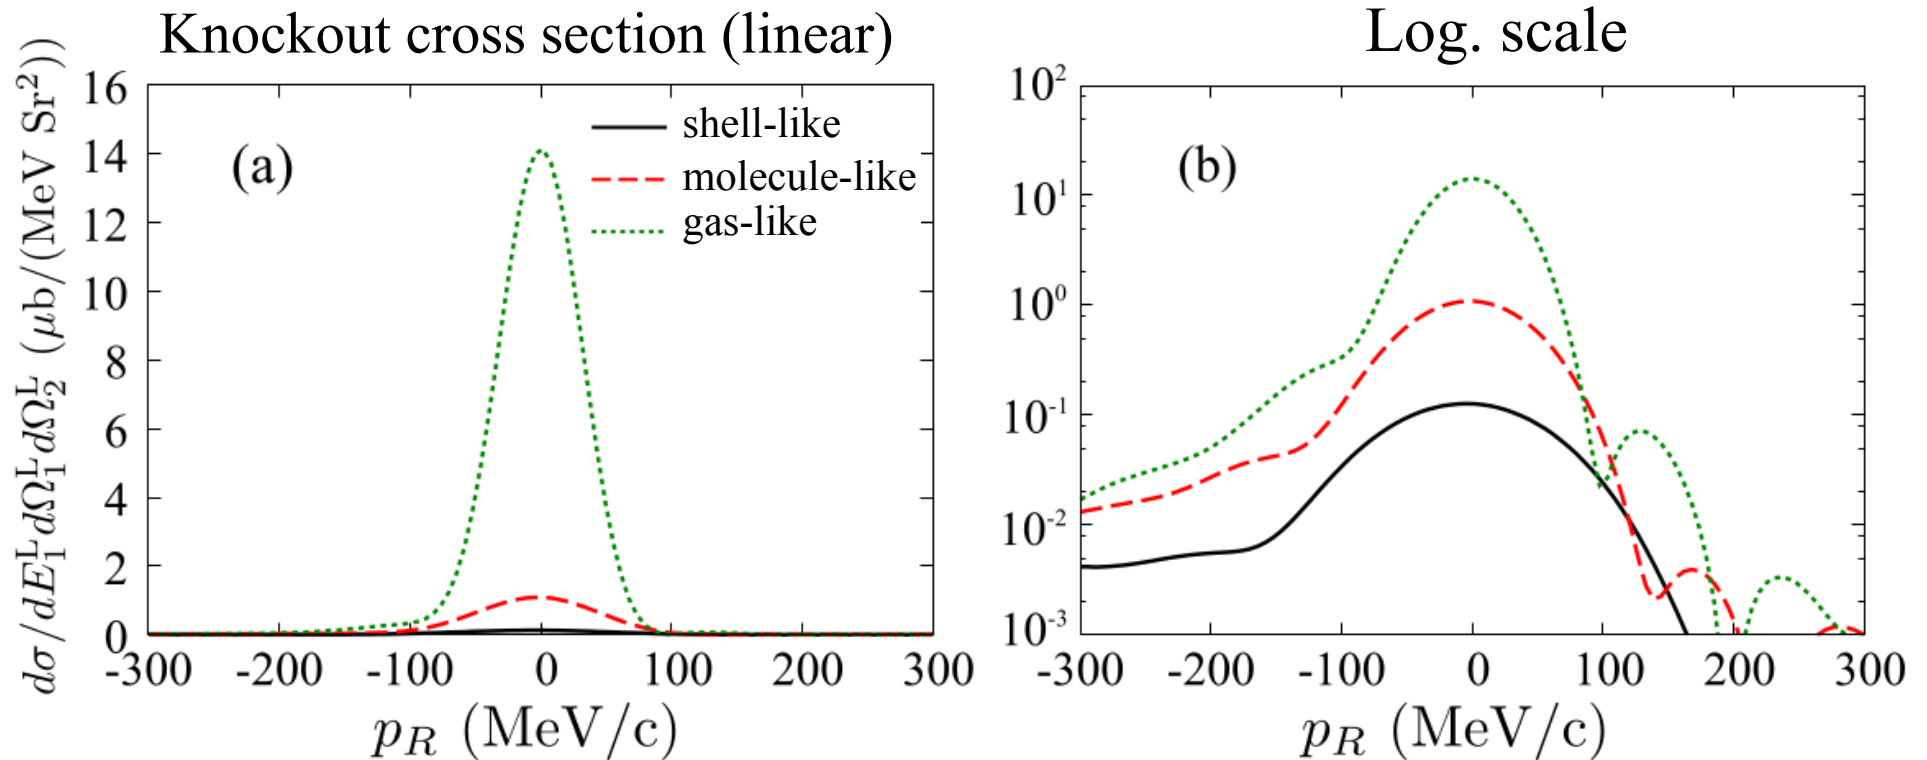 Knockout cross section (linear)
Log. scale
dσ/dE₁ᴸdΩ₁ᴸdΩ₂ᴸ (μb/(MeV Sr²))
16
14
12
10
8
6
4
2
0
(a)
shell-like
molecule-like
gas-like
-300 -200 -100 0 100 200 300
p_R (MeV/c)
10²
10¹
10⁰
10⁻¹
10⁻²
10⁻³
(b)
-300 -200 -100 0 100 200 300
p_R (MeV/c)